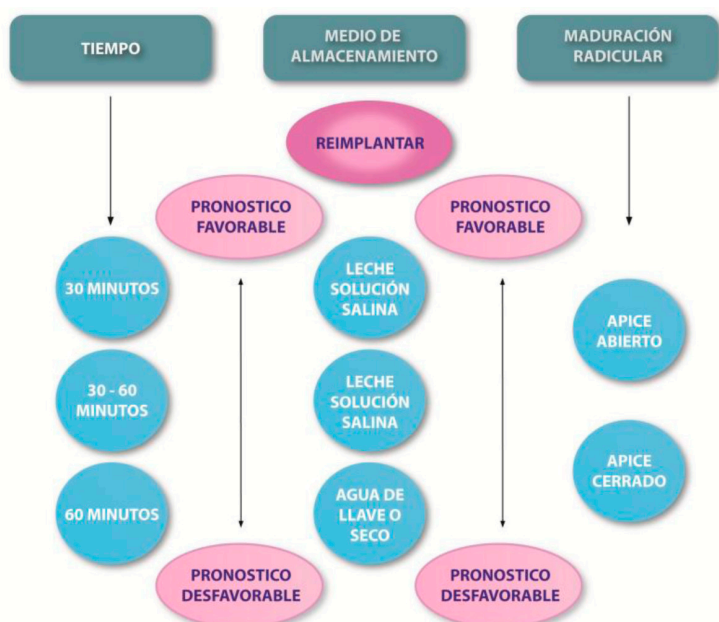 TIEMPO
MEDIO DE
ALMACENAMIENTO
MADURACIÓN
RADICULAR
REIMPLANTAR
PRONOSTICO
FAVORABLE
PRONOSTICO
FAVORABLE
30 MINUTOS
LECHE
SOLUCIÓN
SALINA
APICE
ABIERTO
30 - 60
MINUTOS
LECHE
SOLUCIÓN
SALINA
APICE
CERRADO
60 MINUTOS
AGUA DE
LLAVE O
SECO
PRONOSTICO
DESFAVORABLE
PRONOSTICO
DESFAVORABLE